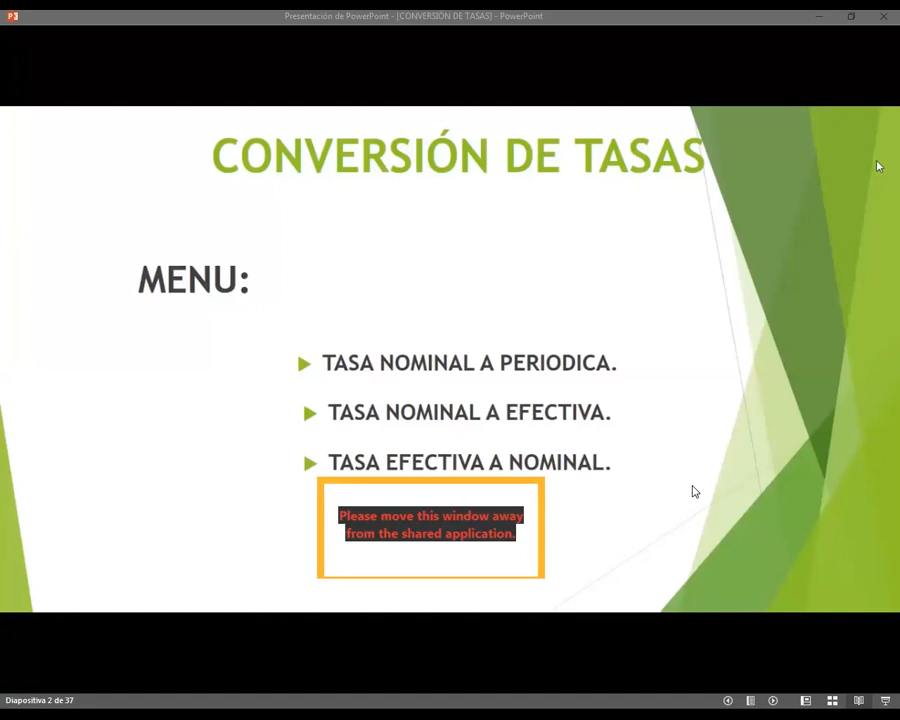 Presentación de PowerPoint - [CONVERSIÓN DE TASAS] - PowerPoint
CONVERSIÓN DE TASAS
MENU:
TASA NOMINAL A PERIODICA.
TASA NOMINAL A EFECTIVA.
TASA EFECTIVA A NOMINAL.
Please move this window away
from the shared application.
Diapositiva 2 de 37